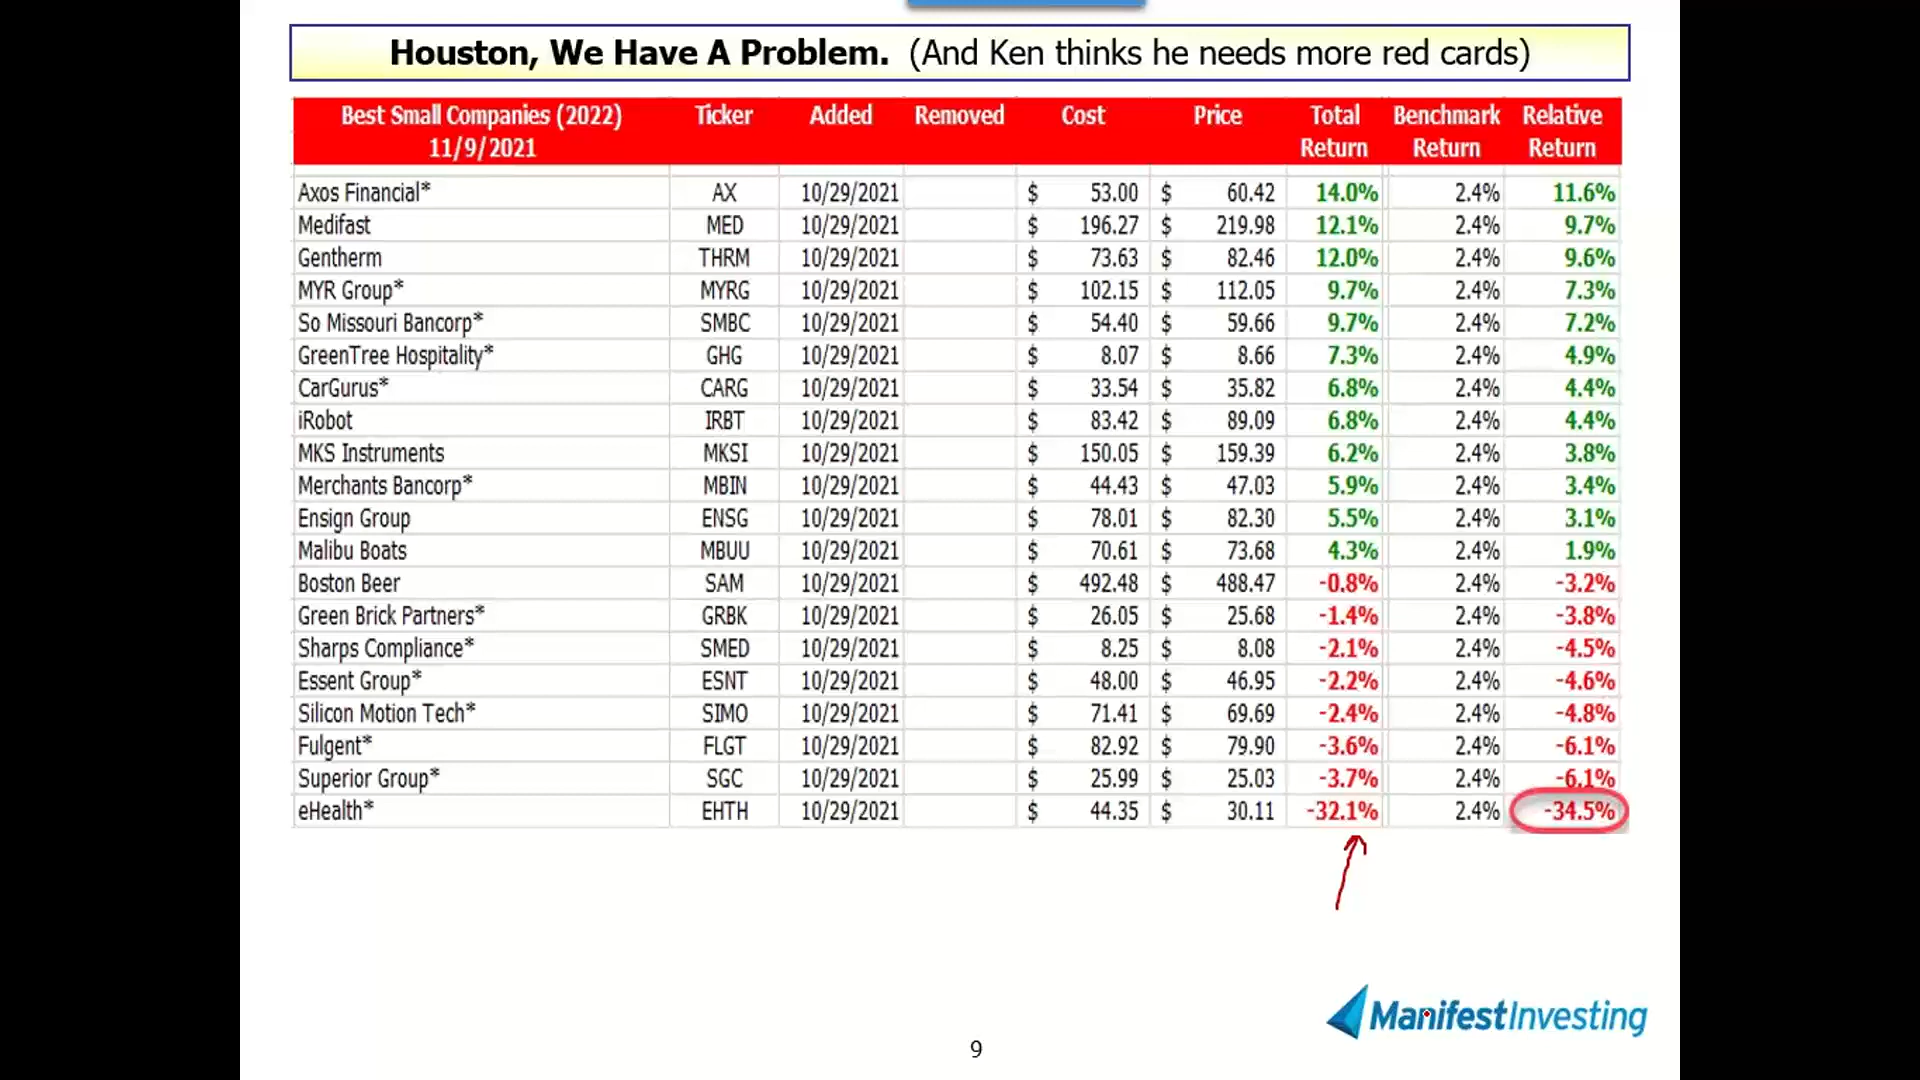 Houston, We Have A Problem. (And Ken thinks he needs more red cards)
Best Small Companies (2022) Ticker Added Removed Cost Price Total Benchmark Relative
11/9/2021 Return Return Return
Axos Financial* AX 10/29/2021 $ 53.00 $ 60.42 14.0% 2.4% 11.6%
Medifast MED 10/29/2021 $ 196.27 $ 219.98 12.1% 2.4% 9.7%
Gentherm THRM 10/29/2021 $ 73.63 $ 82.46 12.0% 2.4% 9.6%
MYR Group* MYRG 10/29/2021 $ 102.15 $ 112.05 9.7% 2.4% 7.3%
So Missouri Bancorp* SMBC 10/29/2021 $ 54.40 $ 59.66 9.7% 2.4% 7.2%
GreenTree Hospitality* GHG 10/29/2021 $ 8.07 $ 8.66 7.3% 2.4% 4.9%
CarGurus* CARG 10/29/2021 $ 33.54 $ 35.82 6.8% 2.4% 4.4%
iRobot IRBT 10/29/2021 $ 83.42 $ 89.09 6.8% 2.4% 4.4%
MKS Instruments MKSI 10/29/2021 $ 150.05 $ 159.39 6.2% 2.4% 3.8%
Merchants Bancorp* MBIN 10/29/2021 $ 44.43 $ 47.03 5.9% 2.4% 3.4%
Ensign Group ENSG 10/29/2021 $ 78.01 $ 82.30 5.5% 2.4% 3.1%
Malibu Boats MBUU 10/29/2021 $ 70.61 $ 73.68 4.3% 2.4% 1.9%
Boston Beer SAM 10/29/2021 $ 492.48 $ 488.47 -0.8% 2.4% -3.2%
Green Brick Partners* GRBK 10/29/2021 $ 26.05 $ 25.68 -1.4% 2.4% -3.8%
Sharps Compliance* SMED 10/29/2021 $ 8.25 $ 8.08 -2.1% 2.4% -4.5%
Essent Group* ESNT 10/29/2021 $ 48.00 $ 46.95 -2.2% 2.4% -4.6%
Silicon Motion Tech* SIMO 10/29/2021 $ 71.41 $ 69.69 -2.4% 2.4% -4.8%
Fulgent* FLGT 10/29/2021 $ 82.92 $ 79.90 -3.6% 2.4% -6.1%
Superior Group* SGC 10/29/2021 $ 25.99 $ 25.03 -3.7% 2.4% -6.1%
eHealth* EHTH 10/29/2021 $ 44.35 $ 30.11 -32.1% 2.4% -34.5%
ManifestInvesting
9